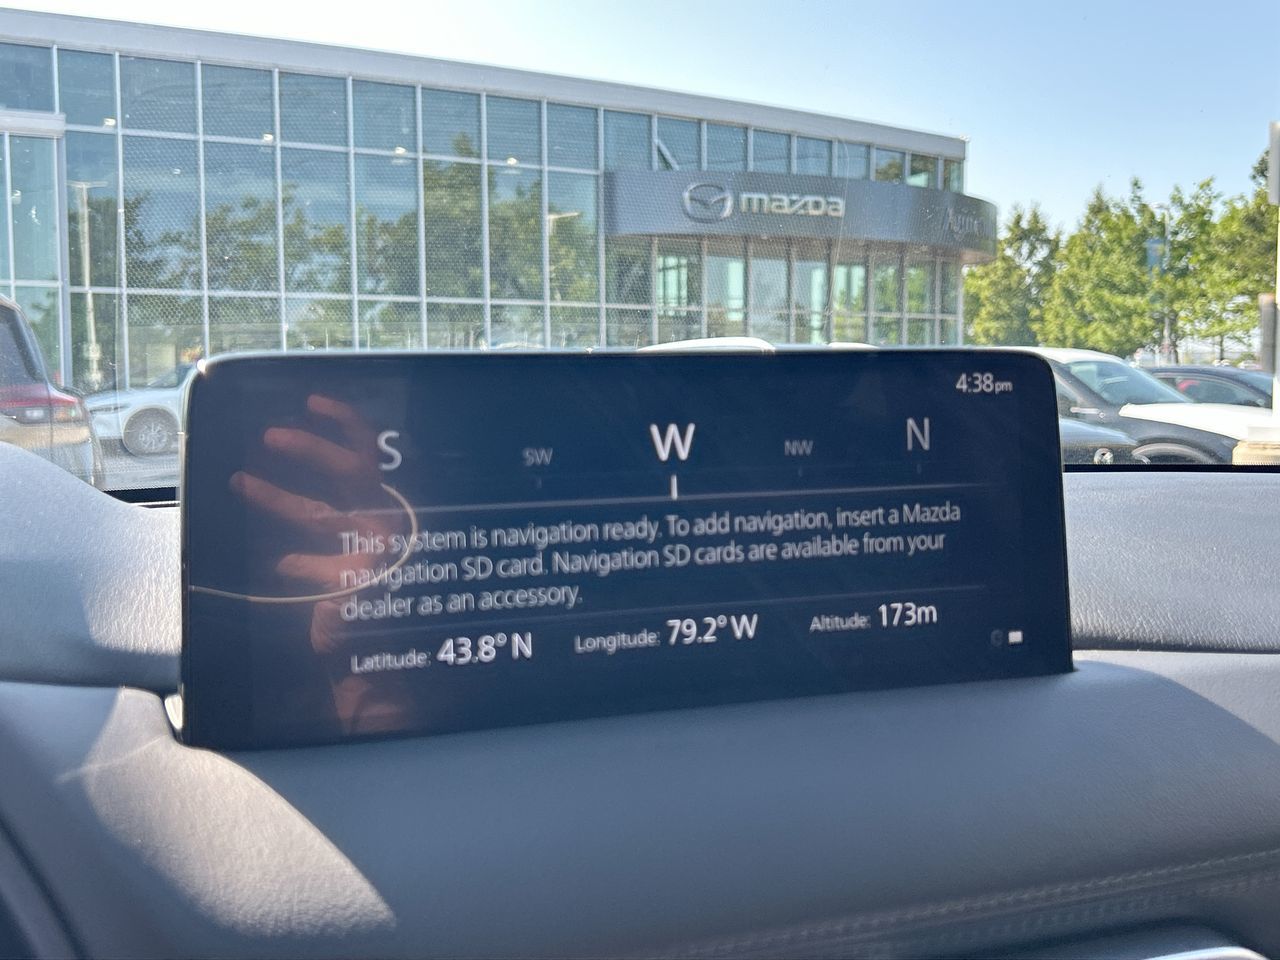 mazda
4:38pm
S SW W NW N
This system is navigation ready. To add navigation, insert a Mazda
navigation SD card. Navigation SD cards are available from your
dealer as an accessory.
Latitude: 43.8° N Longitude: 79.2° W Altitude: 173m